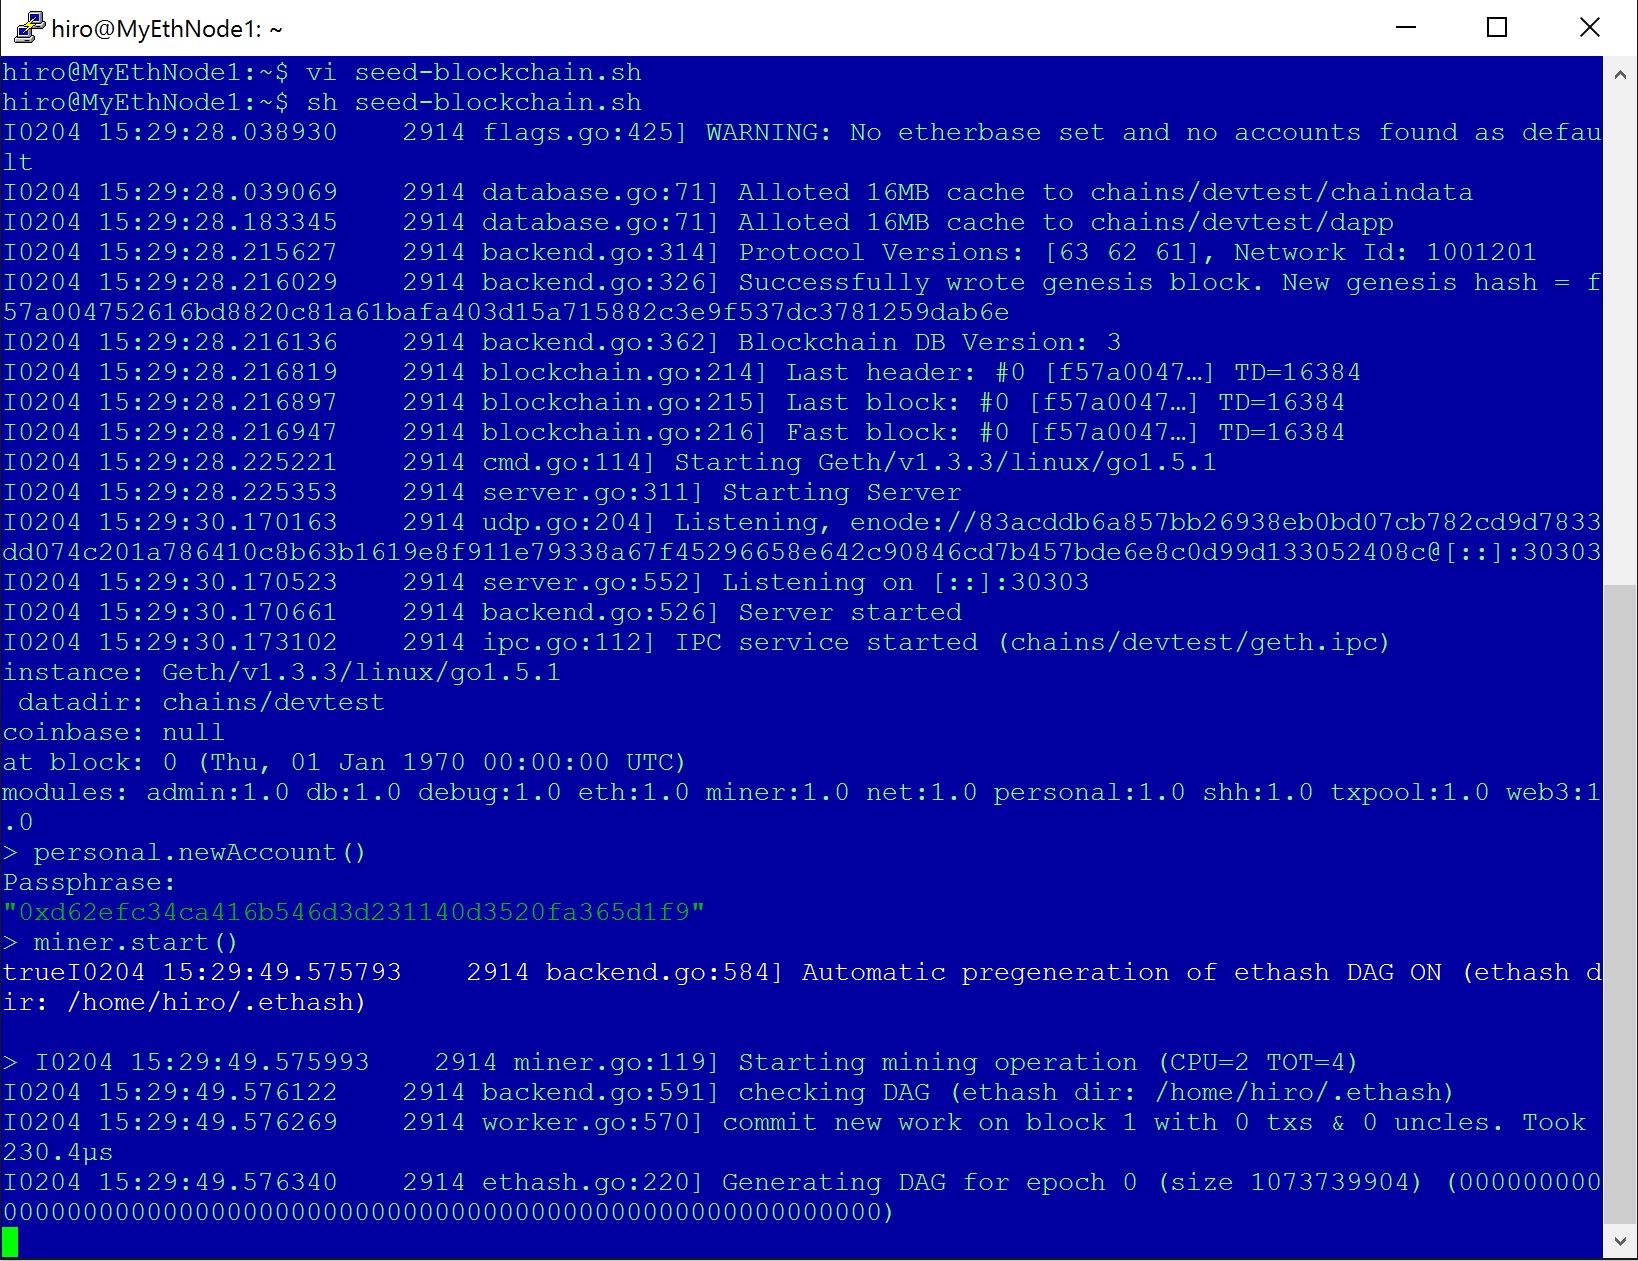 hiro@MyEthNode1: ~
hiro@MyEthNode1:~$ vi seed-blockchain.sh
hiro@MyEthNode1:~$ sh seed-blockchain.sh
I0204 15:29:28.038930    2914 flags.go:425] WARNING: No etherbase set and no accounts found as defau
lt
I0204 15:29:28.039069    2914 database.go:71] Alloted 16MB cache to chains/devtest/chaindata
I0204 15:29:28.183345    2914 database.go:71] Alloted 16MB cache to chains/devtest/dapp
I0204 15:29:28.215627    2914 backend.go:314] Protocol Versions: [63 62 61], Network Id: 1001201
I0204 15:29:28.216029    2914 backend.go:326] Successfully wrote genesis block. New genesis hash = f
57a004752616bd8820c81a61bafa403d15a715882c3e9f537dc3781259dab6e
I0204 15:29:28.216136    2914 backend.go:362] Blockchain DB Version: 3
I0204 15:29:28.216819    2914 blockchain.go:214] Last header: #0 [f57a0047…] TD=16384
I0204 15:29:28.216897    2914 blockchain.go:215] Last block: #0 [f57a0047…] TD=16384
I0204 15:29:28.216947    2914 blockchain.go:216] Fast block: #0 [f57a0047…] TD=16384
I0204 15:29:28.225221    2914 cmd.go:114] Starting Geth/v1.3.3/linux/go1.5.1
I0204 15:29:28.225353    2914 server.go:311] Starting Server
I0204 15:29:30.170163    2914 udp.go:204] Listening, enode://83acddb6a857bb26938eb0bd07cb782cd9d7833
dd074c201a786410c8b63b1619e8f911e79338a67f45296658e642c90846cd7b457bde6e8c0d99d133052408c@[::]:30303
I0204 15:29:30.170523    2914 server.go:552] Listening on [::]:30303
I0204 15:29:30.170661    2914 backend.go:526] Server started
I0204 15:29:30.173102    2914 ipc.go:112] IPC service started (chains/devtest/geth.ipc)
instance: Geth/v1.3.3/linux/go1.5.1
 datadir: chains/devtest
coinbase: null
at block: 0 (Thu, 01 Jan 1970 00:00:00 UTC)
modules: admin:1.0 db:1.0 debug:1.0 eth:1.0 miner:1.0 net:1.0 personal:1.0 shh:1.0 txpool:1.0 web3:1
.0
> personal.newAccount()
Passphrase:
"0xd62efc34ca416b546d3d231140d3520fa365d1f9"
> miner.start()
trueI0204 15:29:49.575793    2914 backend.go:584] Automatic pregeneration of ethash DAG ON (ethash d
ir: /home/hiro/.ethash)
> I0204 15:29:49.575993    2914 miner.go:119] Starting mining operation (CPU=2 TOT=4)
I0204 15:29:49.576122    2914 backend.go:591] checking DAG (ethash dir: /home/hiro/.ethash)
I0204 15:29:49.576269    2914 worker.go:570] commit new work on block 1 with 0 txs & 0 uncles. Took
230.4µs
I0204 15:29:49.576340    2914 ethash.go:220] Generating DAG for epoch 0 (size 1073739904) (000000000
0000000000000000000000000000000000000000000000000000000)